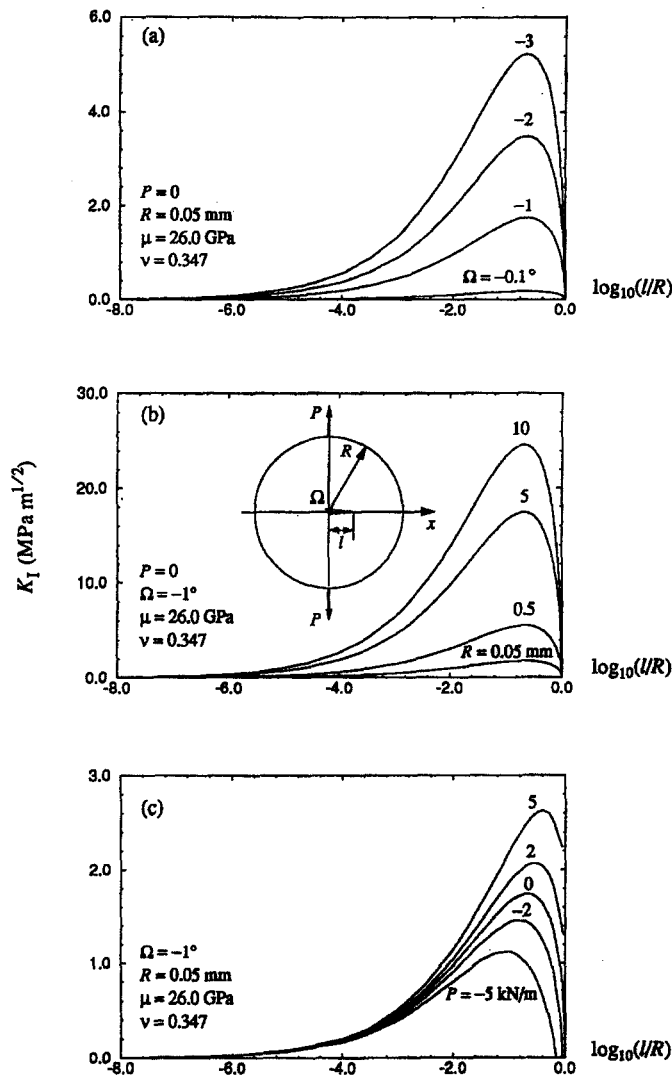 K_I (MPa m^{1/2})
(a)
6.0
4.0
2.0
0.0
-8.0
-6.0
-4.0
-2.0
0.0
log₁₀(l/R)
P = 0
R = 0.05 mm
μ = 26.0 GPa
ν = 0.347
−3
−2
−1
Ω = −0.1°
(b)
30.0
20.0
10.0
0.0
-8.0
-6.0
-4.0
-2.0
0.0
log₁₀(l/R)
P
R
Ω
x
l
P
P = 0
Ω = −1°
μ = 26.0 GPa
ν = 0.347
10
5
0.5
R = 0.05 mm
(c)
3.0
2.0
1.0
0.0
-8.0
-6.0
-4.0
-2.0
0.0
log₁₀(l/R)
Ω = −1°
R = 0.05 mm
μ = 26.0 GPa
ν = 0.347
5
2
0
−2
P = −5 kN/m